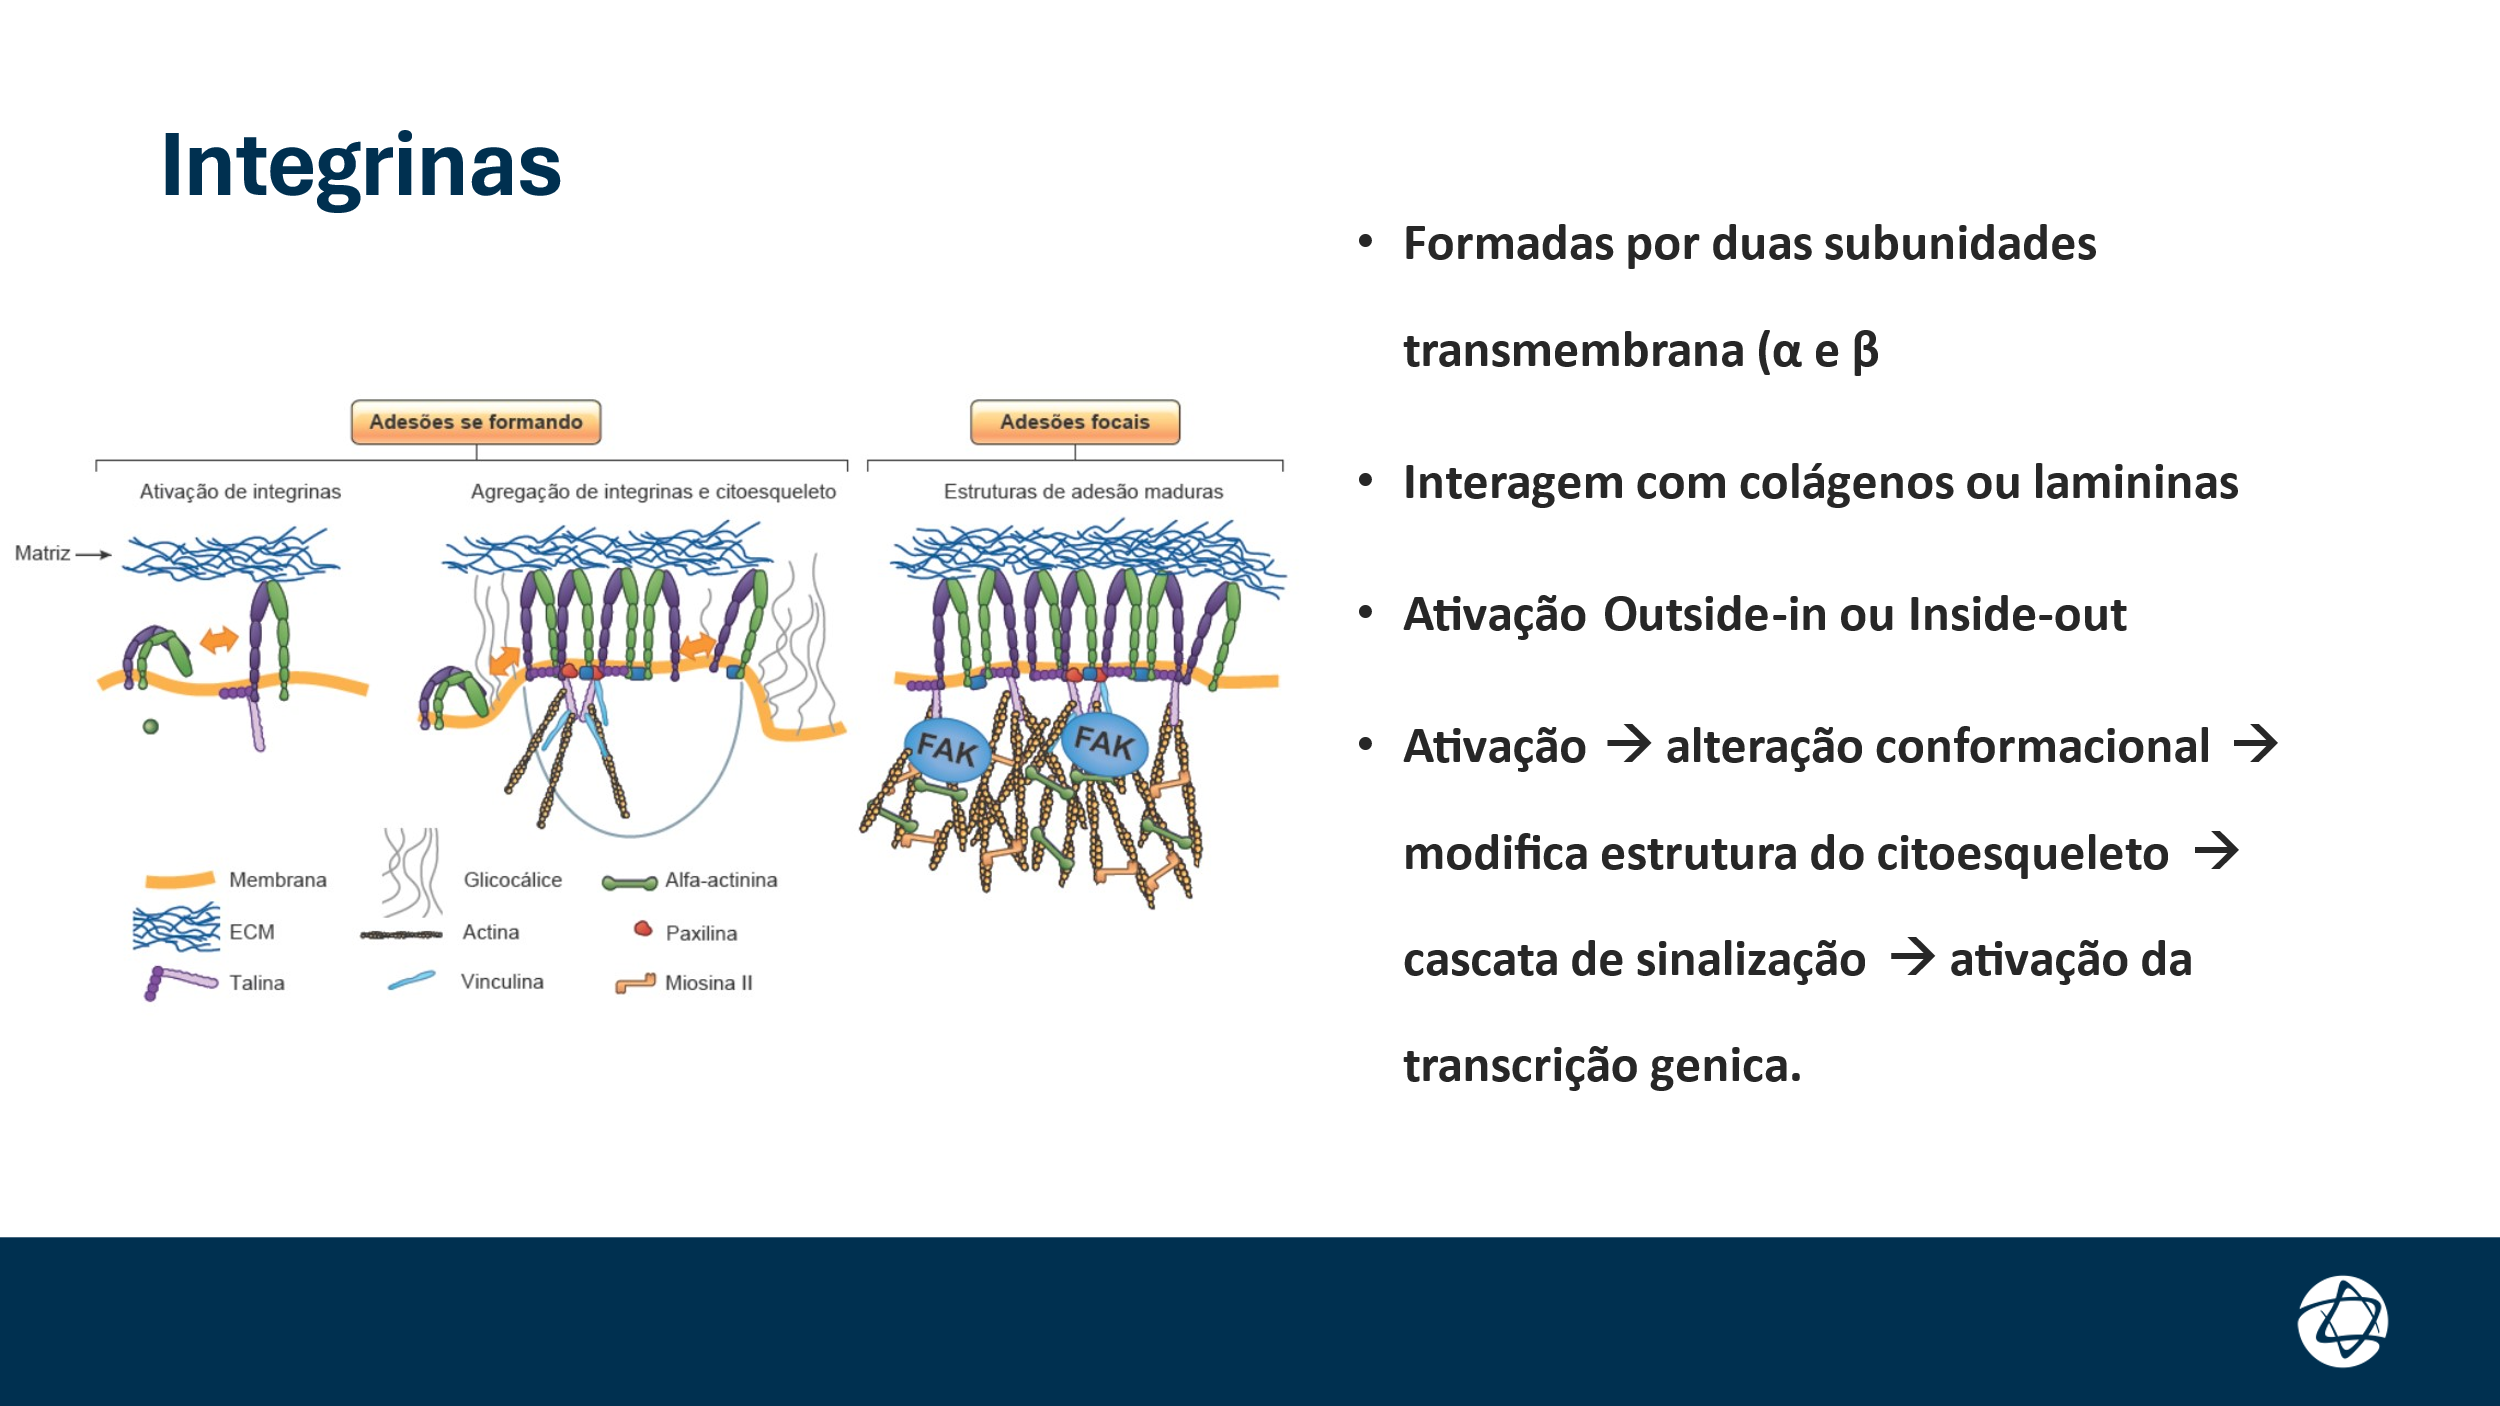 Integrinas
• Formadas por duas subunidades
transmembrana (α e β
• Interagem com colágenos ou lamininas
• Ativação Outside-in ou Inside-out
• Ativação → alteração conformacional →
modifica estrutura do citoesqueleto →
cascata de sinalização → ativação da
transcrição genica.
Adesões se formando
Adesões focais
Ativação de integrinas
Agregação de integrinas e citoesqueleto
Estruturas de adesão maduras
Matriz
FAK
FAK
Membrana
Glicocálice
Alfa-actinina
ECM
Actina
Paxilina
Talina
Vinculina
Miosina II